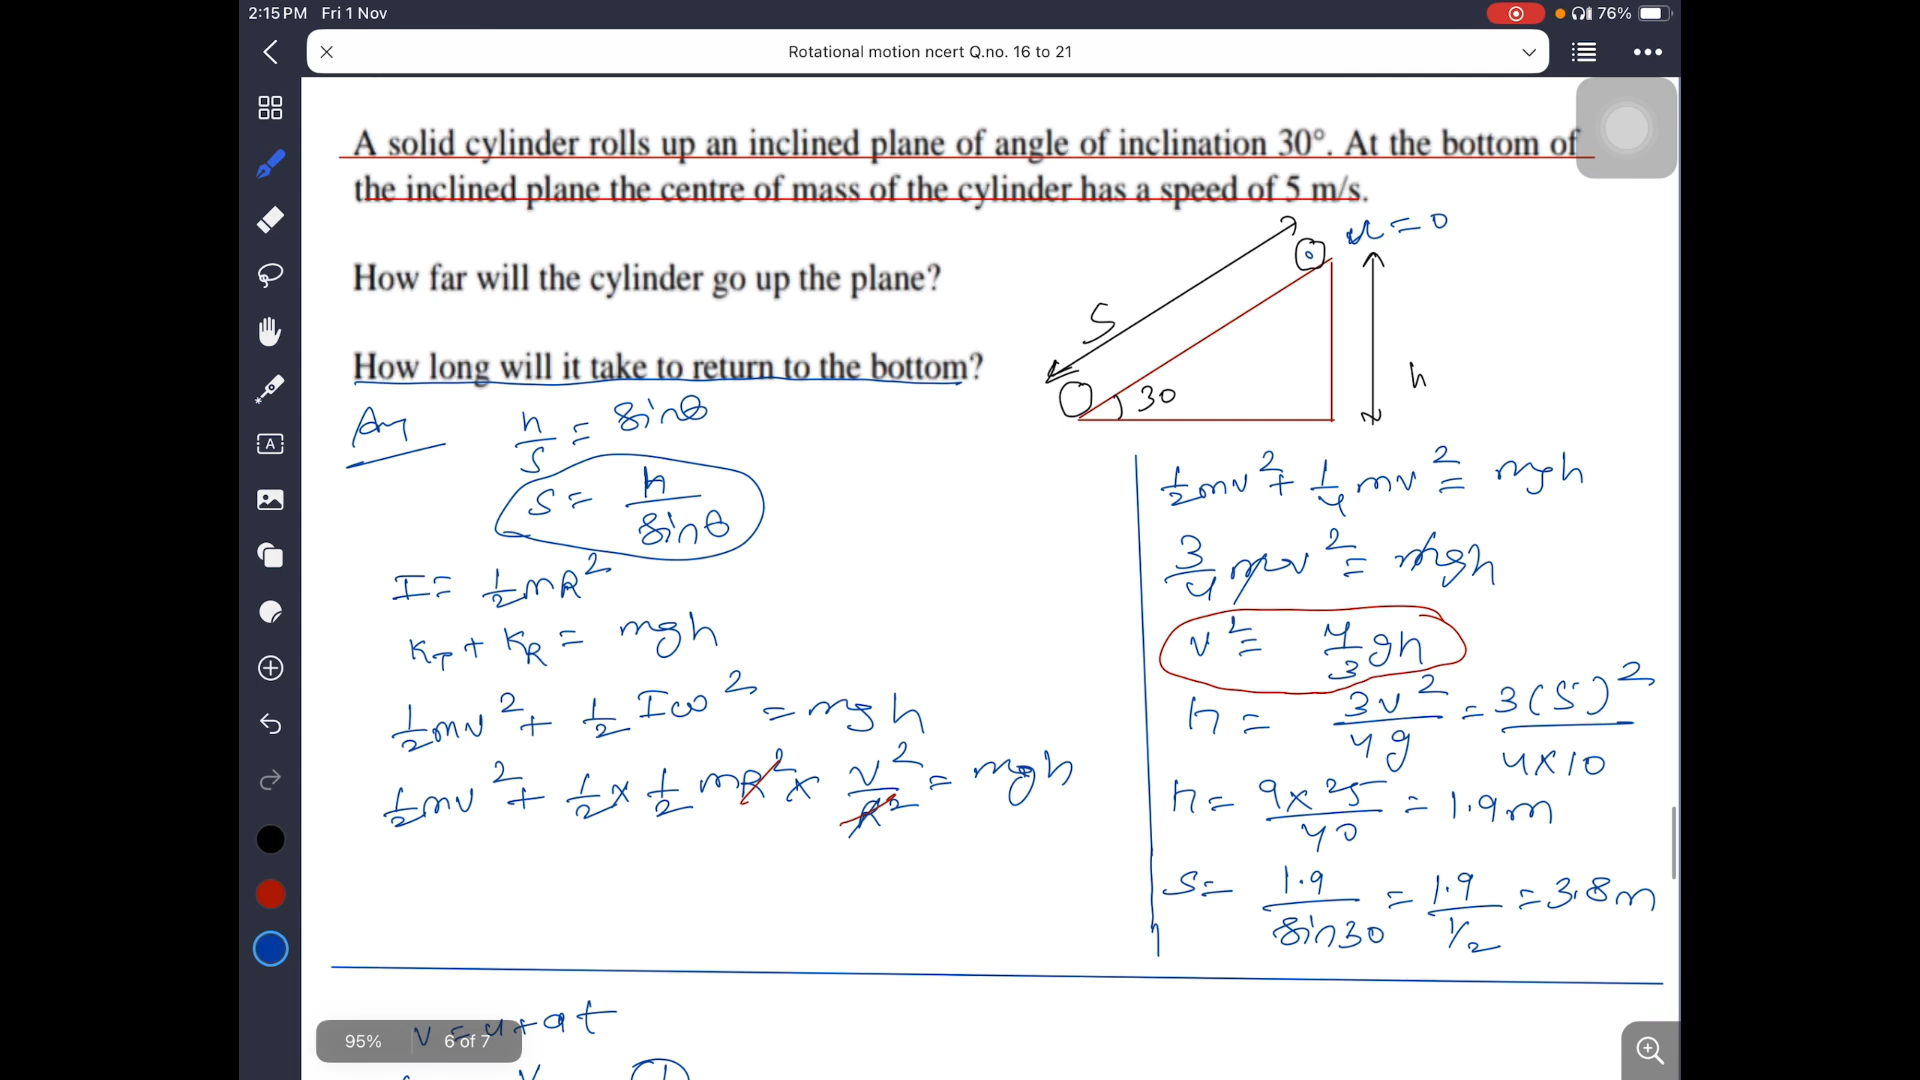 2:15 PM Fri 1 Nov
76%
Rotational motion ncert Q.no. 16 to 21
A solid cylinder rolls up an inclined plane of angle of inclination 30°. At the bottom of
the inclined plane the centre of mass of the cylinder has a speed of 5 m/s.
How far will the cylinder go up the plane?
How long will it take to return to the bottom?
u = 0
S
30
h
h/S = sinθ
S = h/sinθ
I = 1/2 mR²
K_T + K_R = mgh
1/2 mv² + 1/2 Iω² = mgh
1/2 mv² + 1/2 × 1/2 mR² × v²/R² = mgh
1/2 mv² + 1/4 mv² = mgh
3/4 mv² = mgh
v² = 4/3 gh
h = 3v²/4g = 3(5)²/4×10
h = 9×25/40 = 1.9m
S = 1.9/sin30 = 1.9/1/2 = 3.8m
v = u + at
95% 6 of 7